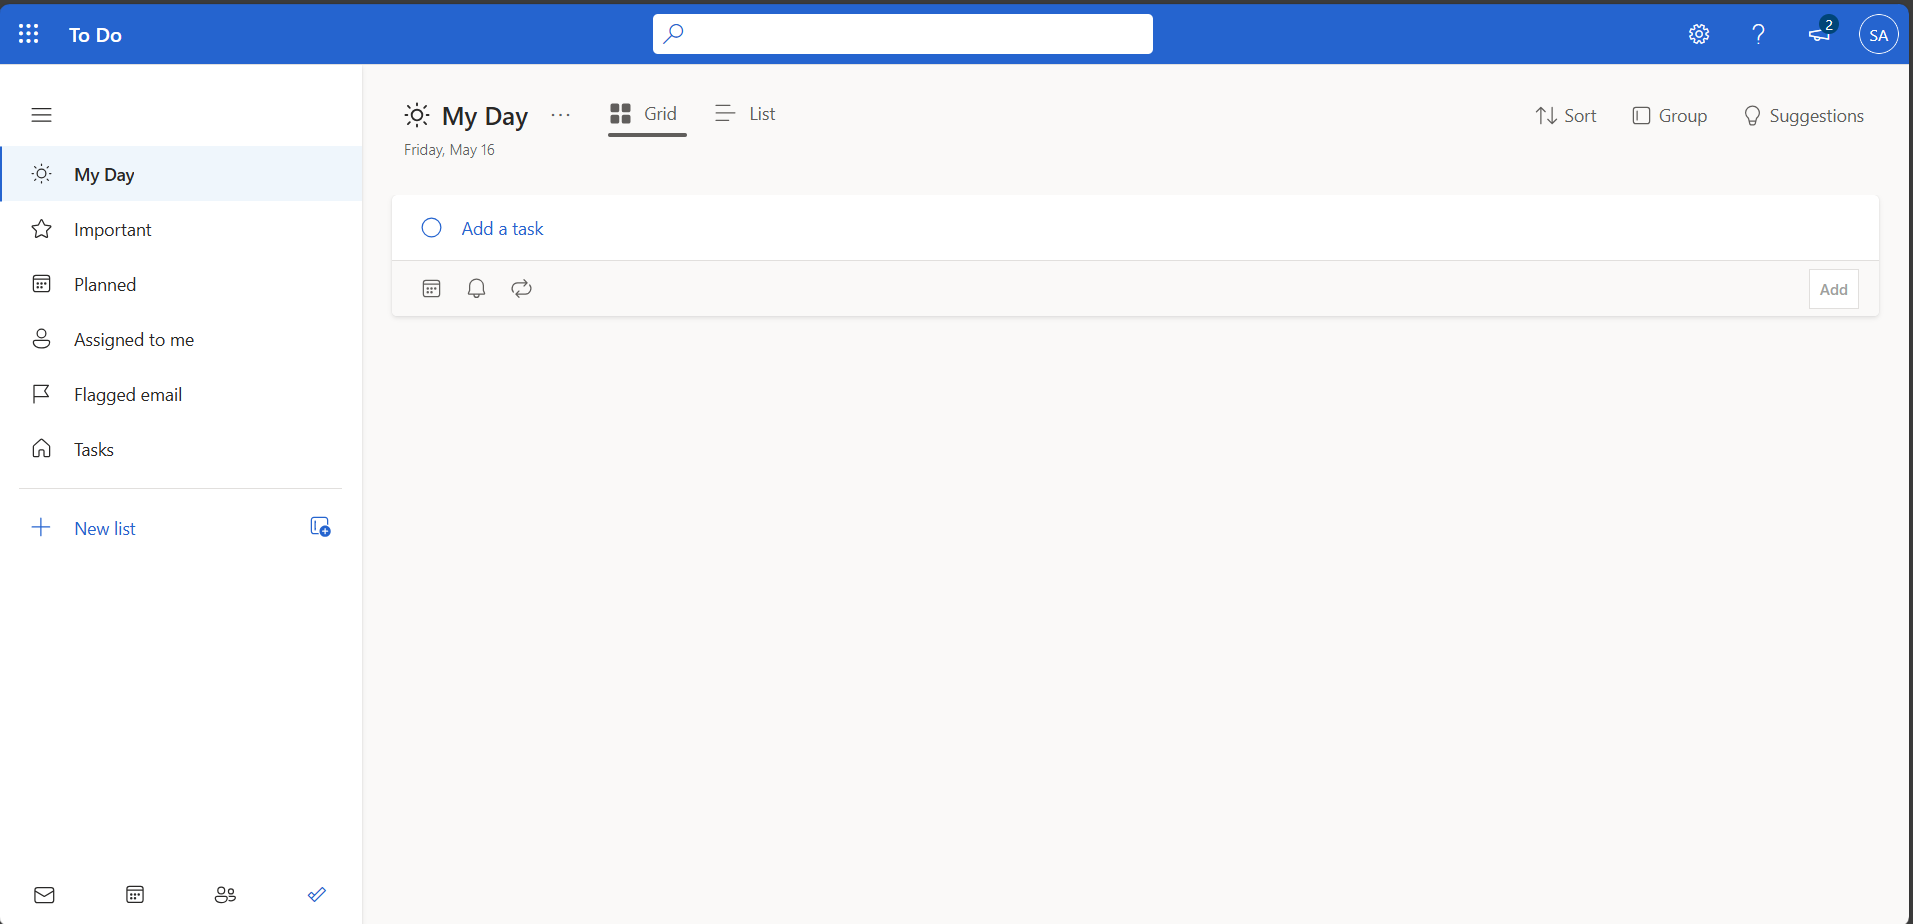 To Do
2
SA
My Day
Important
Planned
Assigned to me
Flagged email
Tasks
New list
My Day
Grid
List
Sort
Group
Suggestions
Friday, May 16
Add a task
Add